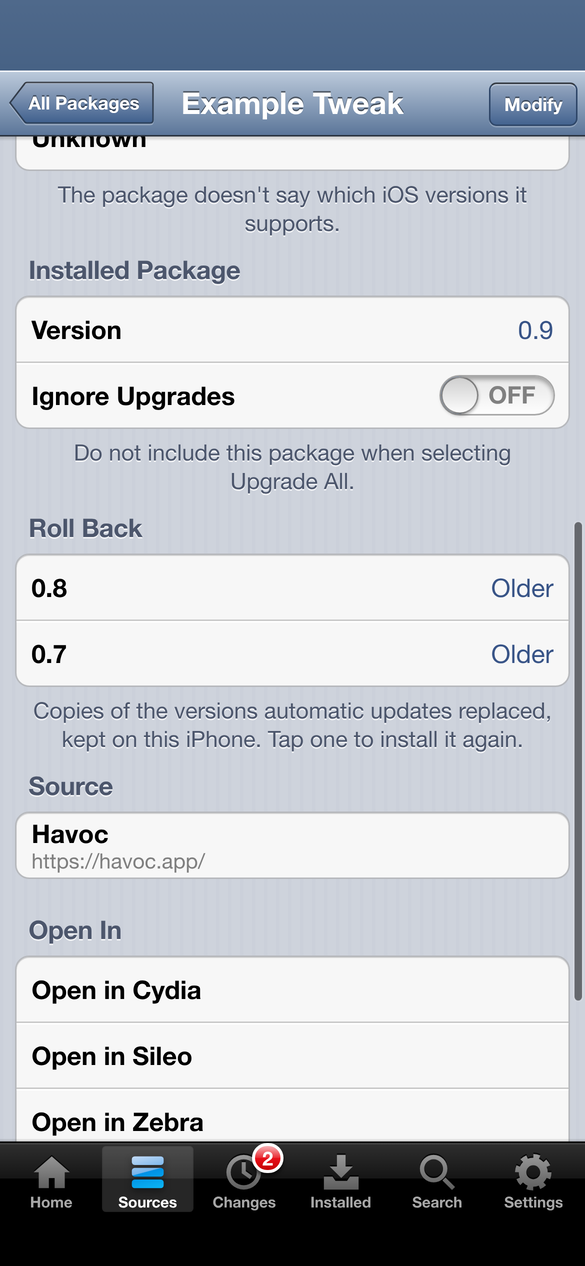 All Packages
Example Tweak
Modify
Unknown
The package doesn't say which iOS versions it
supports.
Installed Package
Version 0.9
Ignore Upgrades OFF
Do not include this package when selecting
Upgrade All.
Roll Back
0.8 Older
0.7 Older
Copies of the versions automatic updates replaced,
kept on this iPhone. Tap one to install it again.
Source
Havoc
https://havoc.app/
Open In
Open in Cydia
Open in Sileo
Open in Zebra
2
Home Sources Changes Installed Search Settings